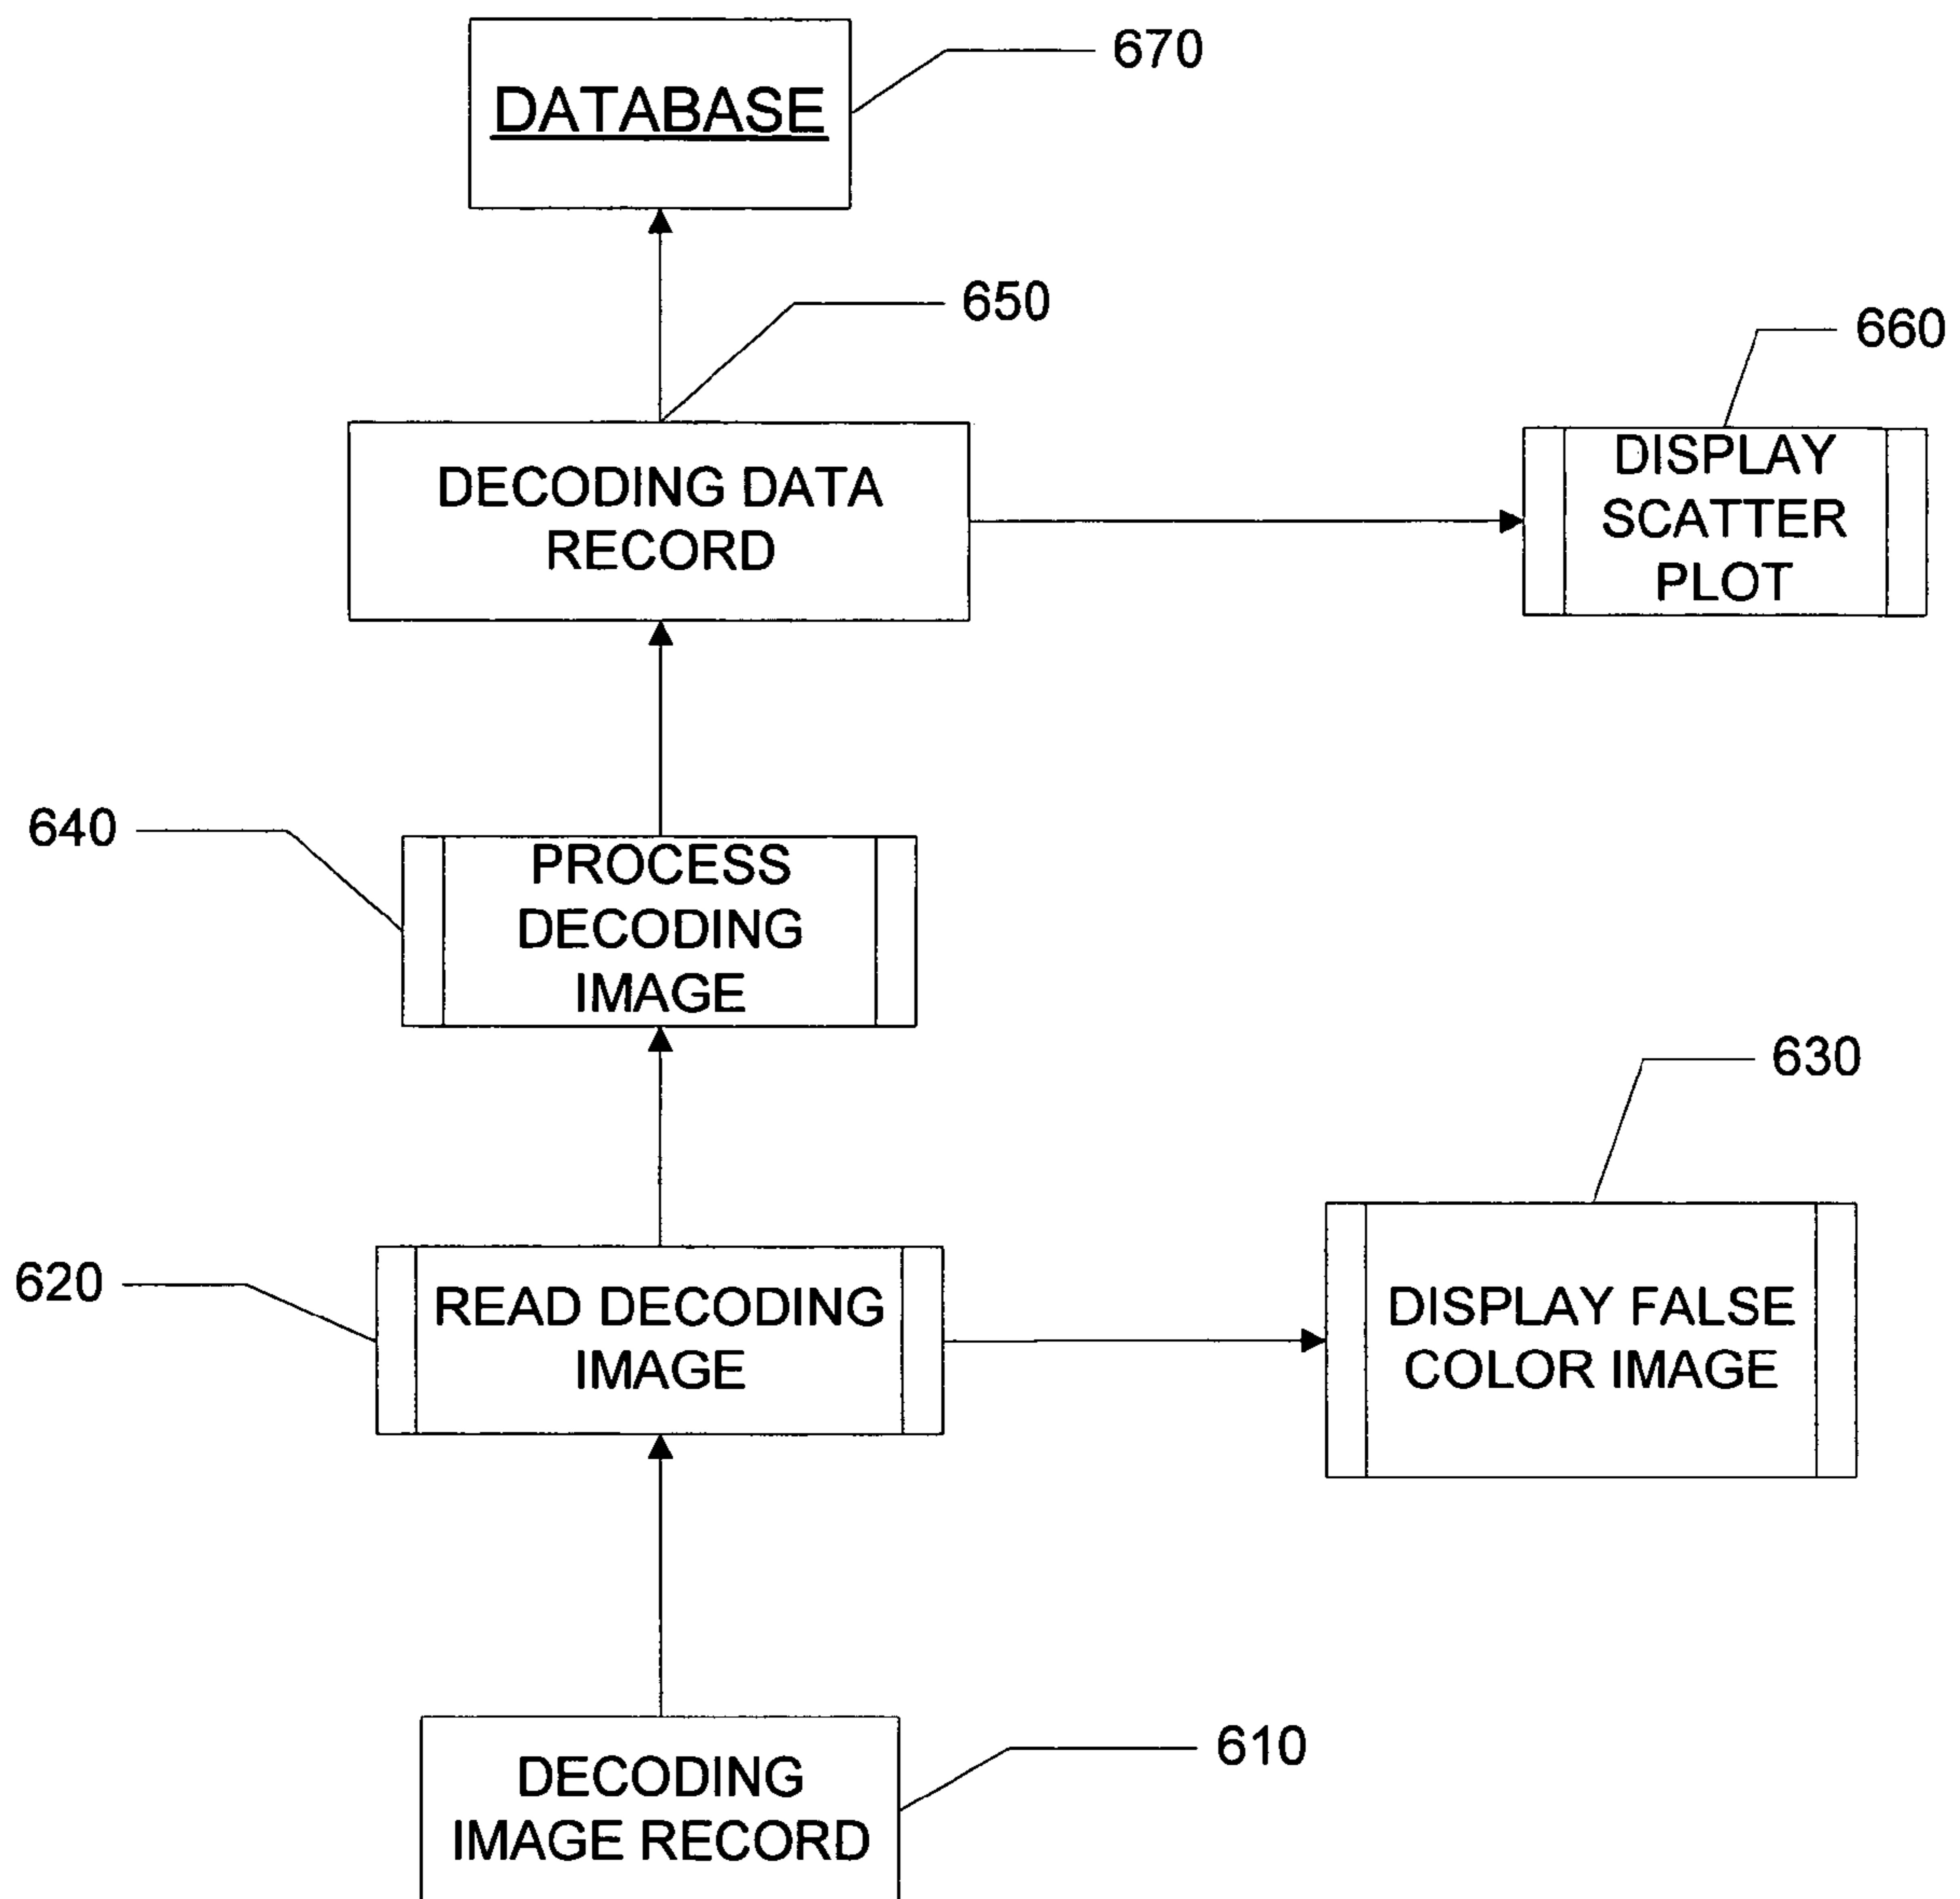 670
DATABASE
650
660
DECODING DATA
RECORD
DISPLAY
SCATTER
PLOT
640
PROCESS
DECODING
IMAGE
630
620
READ DECODING
IMAGE
DISPLAY FALSE
COLOR IMAGE
610
DECODING
IMAGE RECORD